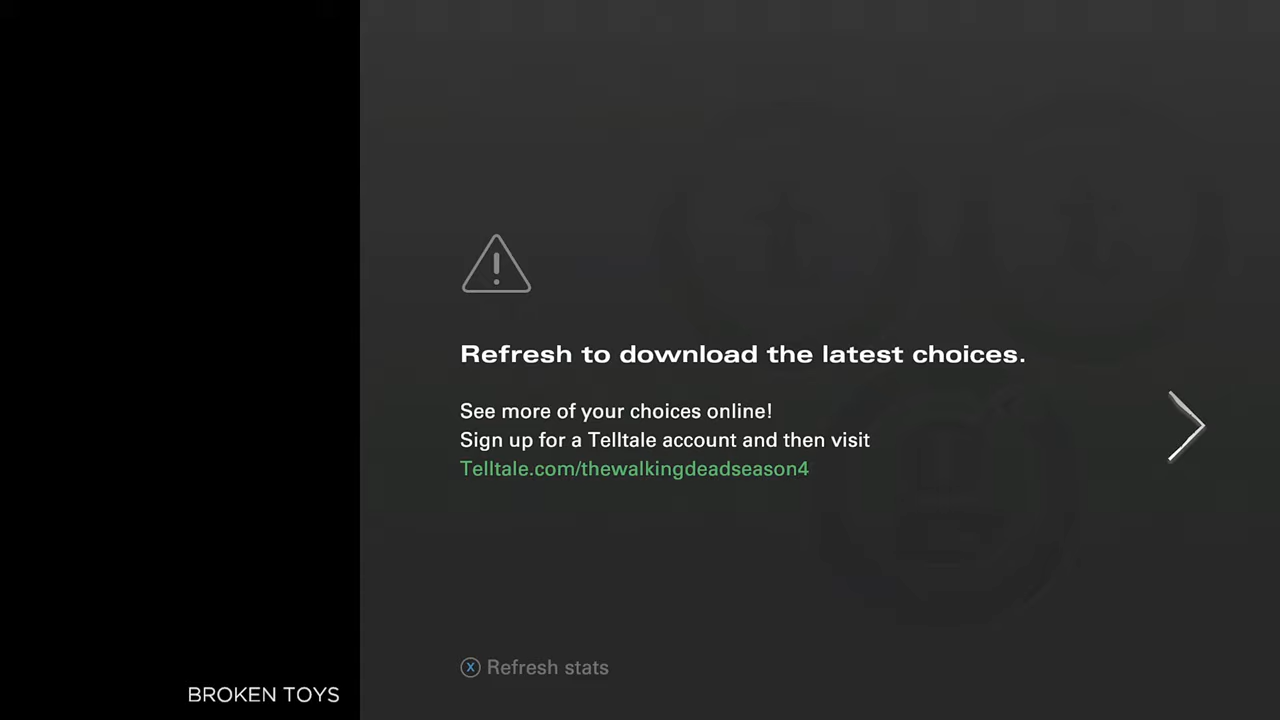 Refresh to download the latest choices.
See more of your choices online!
Sign up for a Telltale account and then visit
Telltale.com/thewalkingdeadseason4
X Refresh stats
BROKEN TOYS